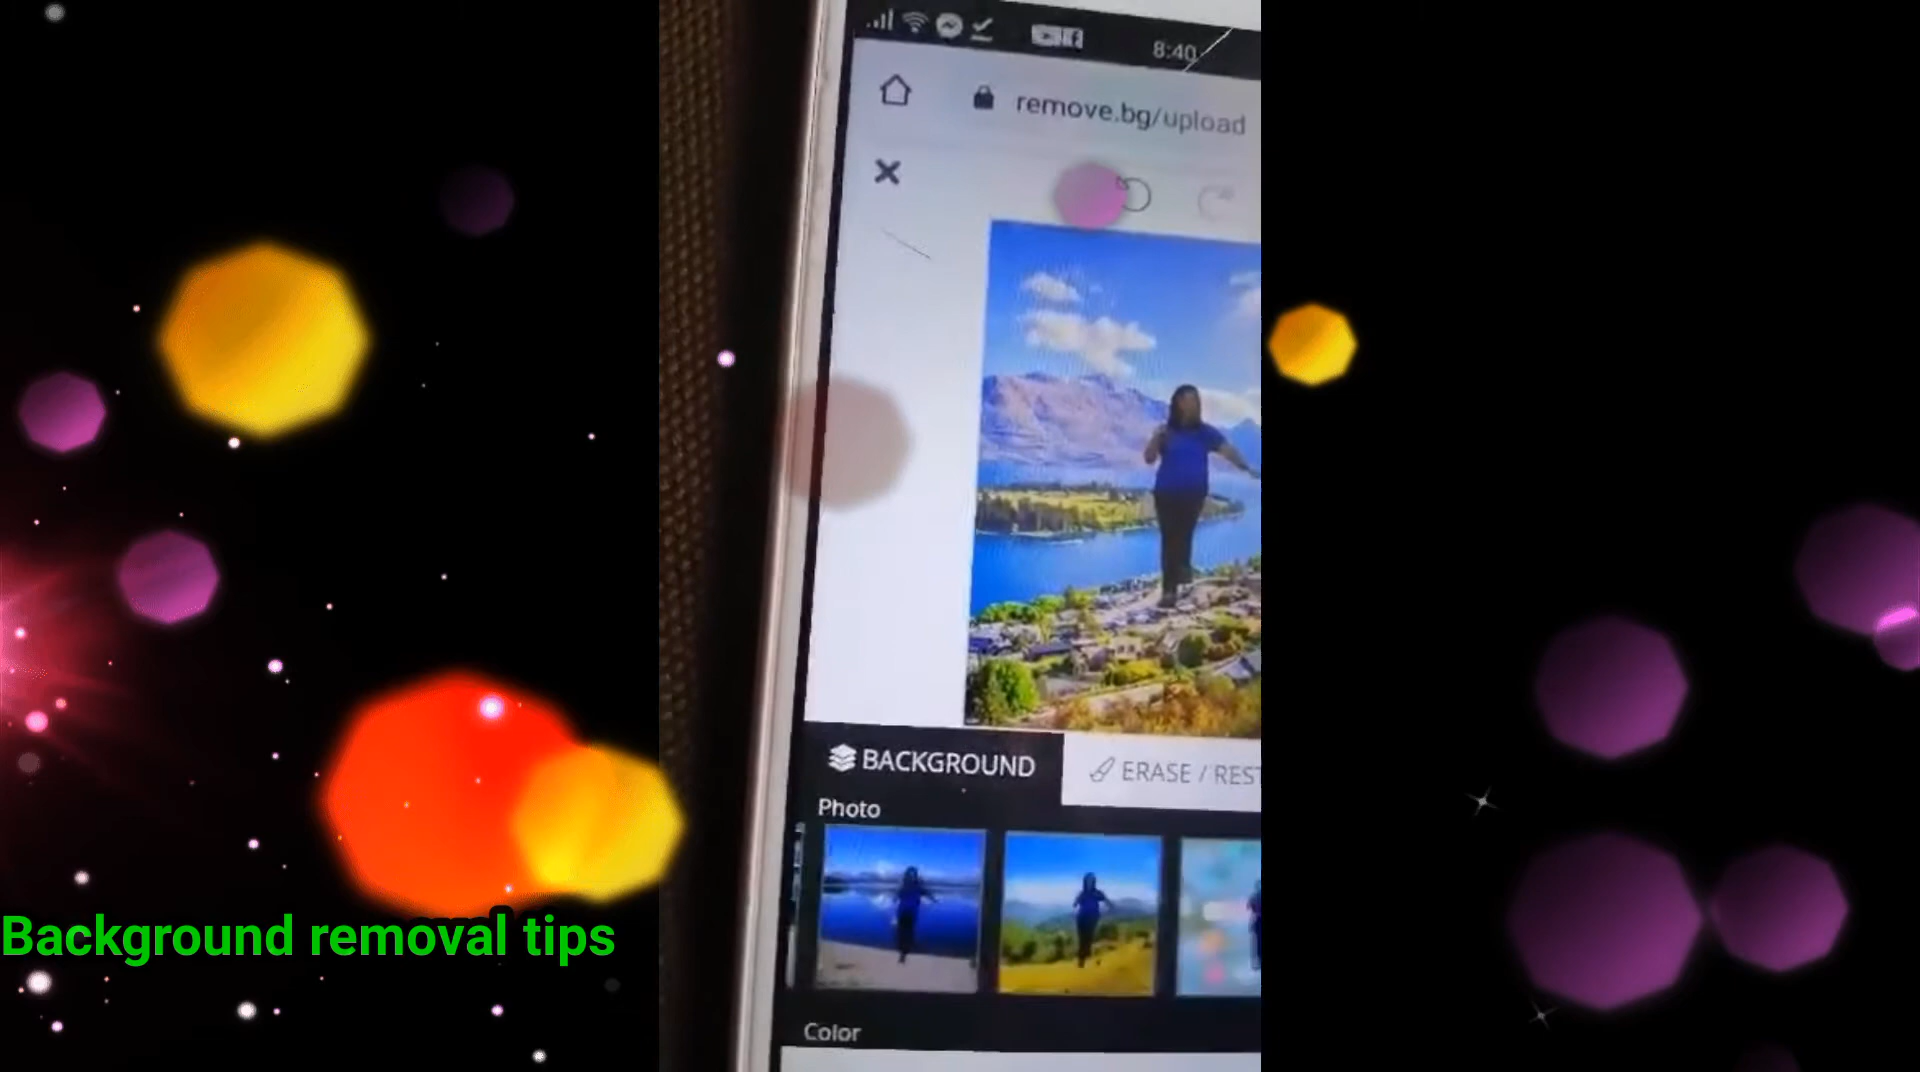 8:40
remove.bg/upload
BACKGROUND
ERASE / REST
Photo
Background removal tips
Color